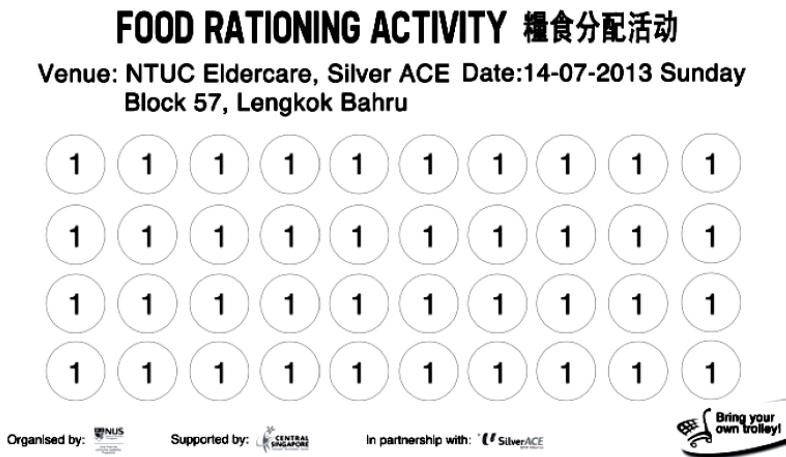 FOOD RATIONING ACTIVITY 糧食分配活动
Venue: NTUC Eldercare, Silver ACE Date:14-07-2013 Sunday
Block 57, Lengkok Bahru
1 1 1 1 1 1 1 1 1 1
1 1 1 1 1 1 1 1 1 1
1 1 1 1 1 1 1 1 1 1
1 1 1 1 1 1 1 1 1 1
Bring your
own trolley!
Organised by: NUS Supported by: CENTRAL SINGAPORE In partnership with: SilverACE